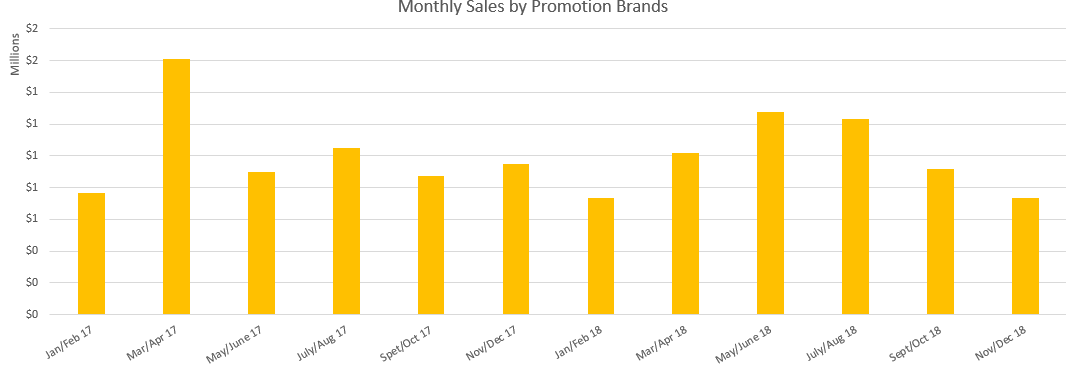 Monthly Sales by Promotion Brands
Millions
$2
$2
$1
$1
$1
$1
$1
$0
$0
$0
Jan/Feb 17
Mar/Apr 17
May/June 17
July/Aug 17
Spet/Oct 17
Nov/Dec 17
Jan/Feb 18
Mar/Apr 18
May/June 18
July/Aug 18
Sept/Oct 18
Nov/Dec 18